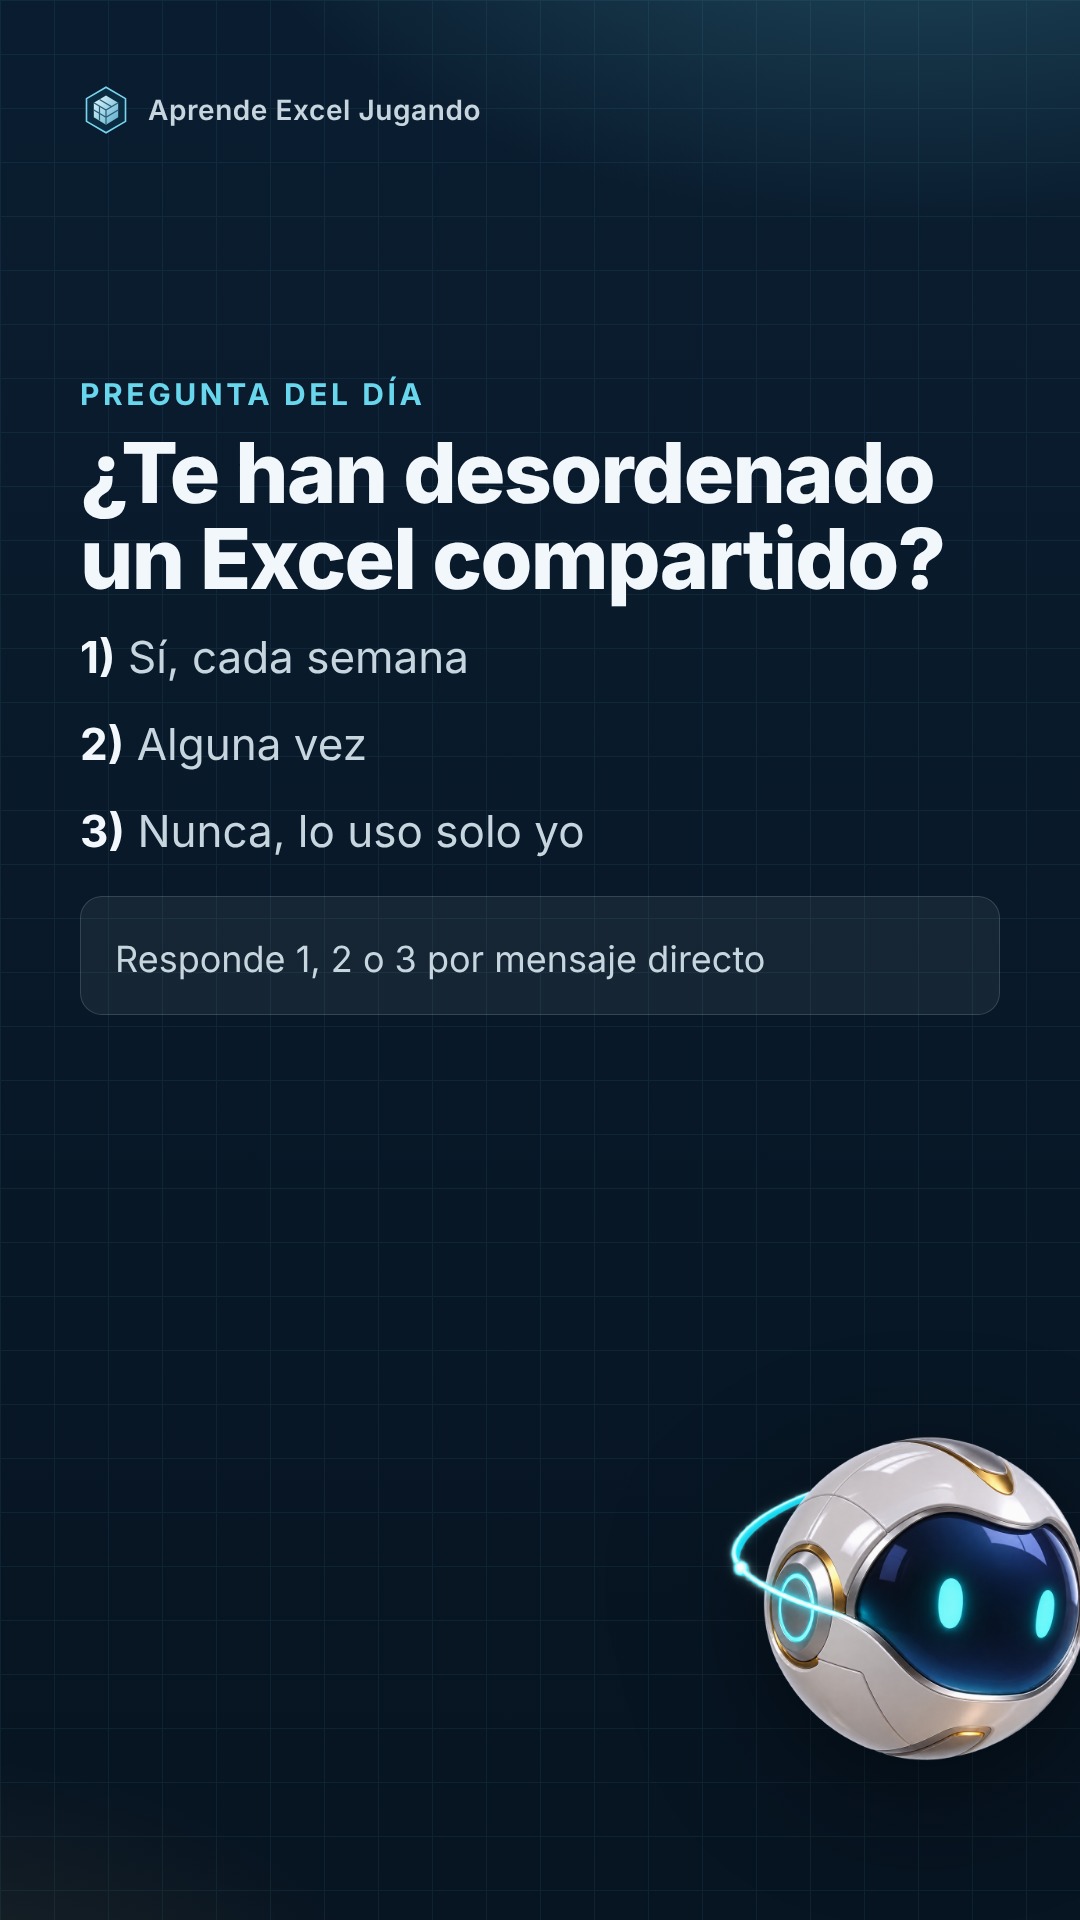 Aprende Excel Jugando
PREGUNTA DEL DÍA
¿Te han desordenado
un Excel compartido?
1) Sí, cada semana
2) Alguna vez
3) Nunca, lo uso solo yo
Responde 1, 2 o 3 por mensaje directo